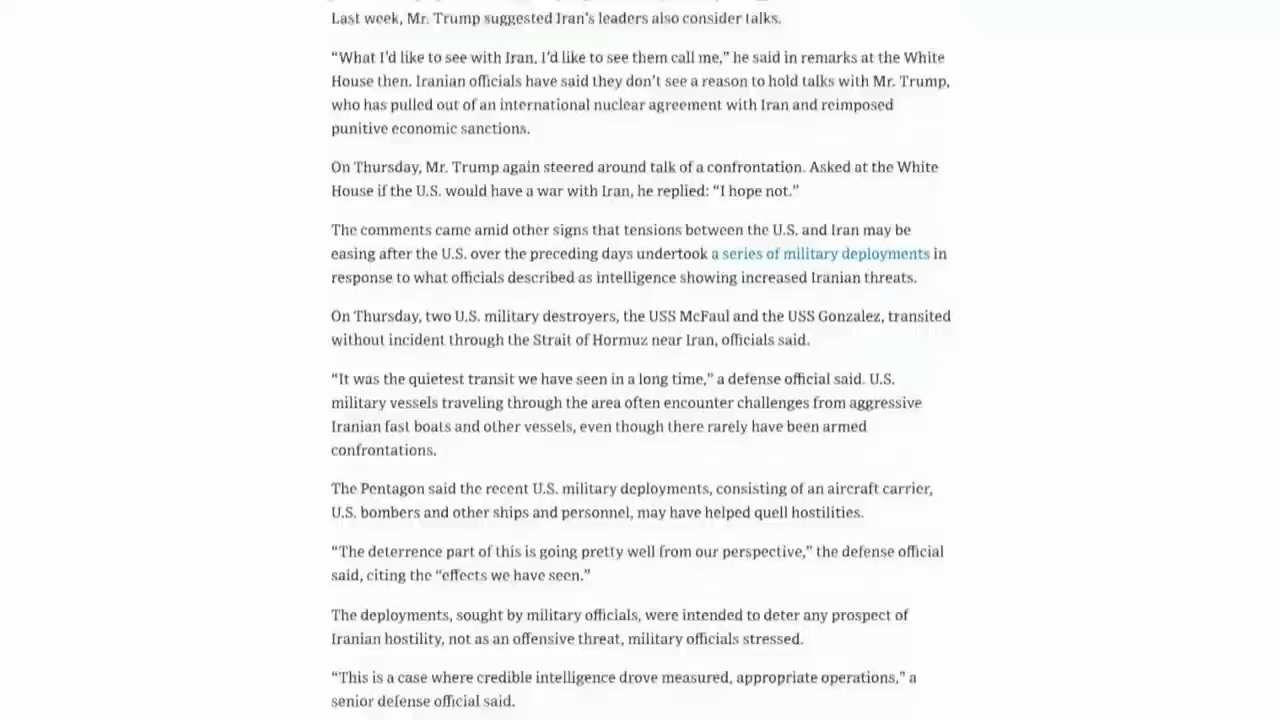 Last week, Mr. Trump suggested Iran's leaders also consider talks.
“What I'd like to see with Iran, I'd like to see them call me,” he said in remarks at the White
House then. Iranian officials have said they don't see a reason to hold talks with Mr. Trump,
who has pulled out of an international nuclear agreement with Iran and reimposed
punitive economic sanctions.
On Thursday, Mr. Trump again steered around talk of a confrontation. Asked at the White
House if the U.S. would have a war with Iran, he replied: “I hope not.”
The comments came amid other signs that tensions between the U.S. and Iran may be
easing after the U.S. over the preceding days undertook a series of military deployments in
response to what officials described as intelligence showing increased Iranian threats.
On Thursday, two U.S. military destroyers, the USS McFaul and the USS Gonzalez, transited
without incident through the Strait of Hormuz near Iran, officials said.
“It was the quietest transit we have seen in a long time,” a defense official said. U.S.
military vessels traveling through the area often encounter challenges from aggressive
Iranian fast boats and other vessels, even though there rarely have been armed
confrontations.
The Pentagon said the recent U.S. military deployments, consisting of an aircraft carrier,
U.S. bombers and other ships and personnel, may have helped quell hostilities.
“The deterrence part of this is going pretty well from our perspective,” the defense official
said, citing the “effects we have seen.”
The deployments, sought by military officials, were intended to deter any prospect of
Iranian hostility, not as an offensive threat, military officials stressed.
“This is a case where credible intelligence drove measured, appropriate operations,” a
senior defense official said.